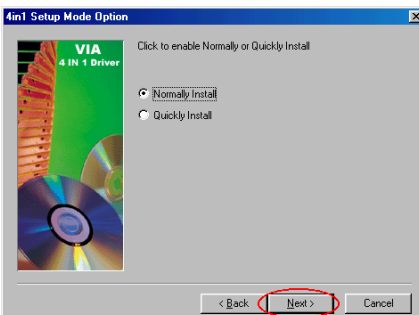 4in1 Setup Mode Option
VIA
4 IN 1 Driver
Click to enable Normally or Quickly Install
Normally Install
Quickly Install
< Back
Next >
Cancel